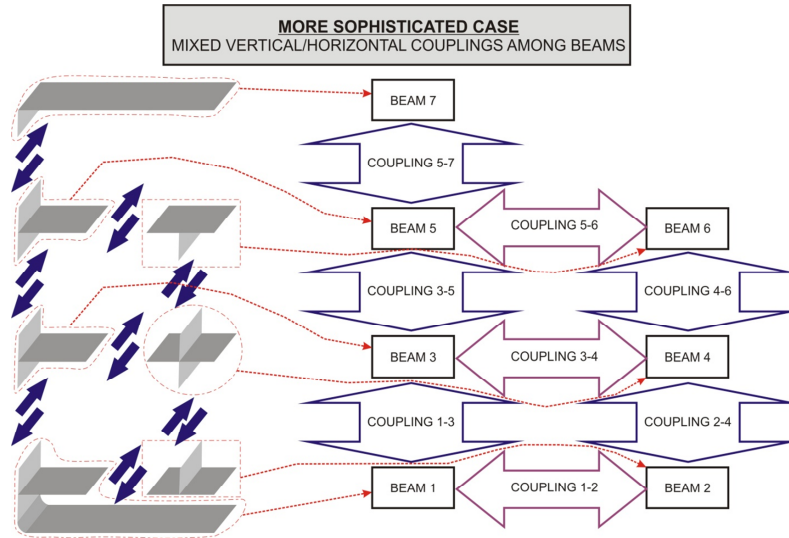 MORE SOPHISTICATED CASE
MIXED VERTICAL/HORIZONTAL COUPLINGS AMONG BEAMS
BEAM 7
COUPLING 5-7
BEAM 5
COUPLING 5-6
BEAM 6
COUPLING 3-5
COUPLING 4-6
BEAM 3
COUPLING 3-4
BEAM 4
COUPLING 1-3
COUPLING 2-4
BEAM 1
COUPLING 1-2
BEAM 2